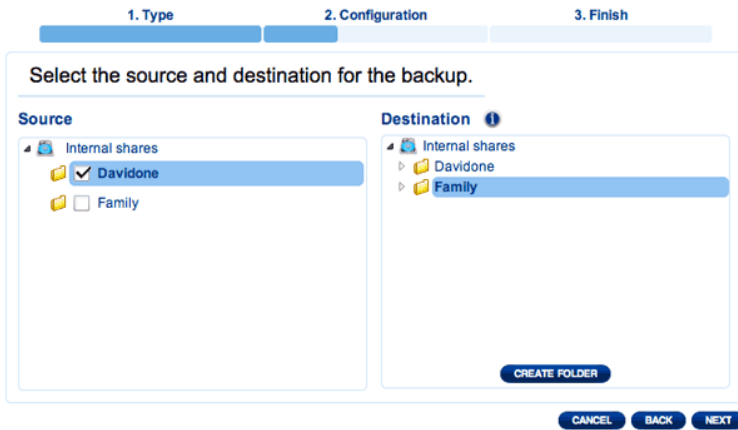 1. Type 2. Configuration 3. Finish
Select the source and destination for the backup.
Source
Internal shares
Davidone
Family
Destination
Internal shares
Davidone
Family
CREATE FOLDER
CANCEL BACK NEXT